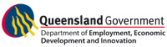 Queensland Government
Department of Employment, Economic
Development and Innovation